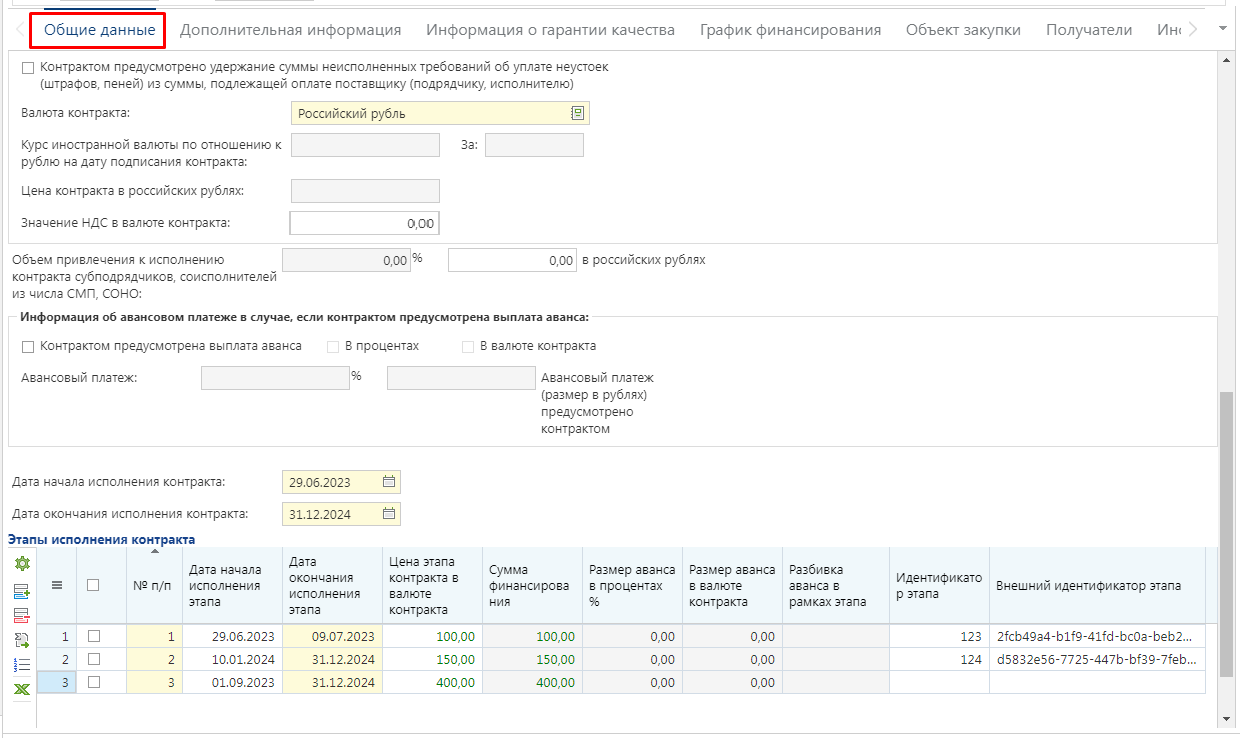 Общие данные Дополнительная информация Информация о гарантии качества График финансирования Объект закупки Получатели Инс
Контрактом предусмотрено удержание суммы неисполненных требований об уплате неустоек
(штрафов, пеней) из суммы, подлежащей оплате поставщику (подрядчику, исполнителю)
Валюта контракта: Российский рубль
Курс иностранной валюты по отношению к За:
рублю на дату подписания контракта:
Цена контракта в российских рублях:
Значение НДС в валюте контракта: 0,00
Объем привлечения к исполнению 0,00 % 0,00 в российских рублях
контракта субподрядчиков, соисполнителей
из числа СМП, СОНО:
Информация об авансовом платеже в случае, если контрактом предусмотрена выплата аванса:
Контрактом предусмотрена выплата аванса В процентах В валюте контракта
Авансовый платеж: % Авансовый платеж
(размер в рублях)
предусмотрено
контрактом
Дата начала исполнения контракта: 29.06.2023
Дата окончания исполнения контракта: 31.12.2024
Этапы исполнения контракта
№ п/п
Дата начала
исполнения
этапа
Дата
окончания
исполнения
этапа
Цена этапа
контракта в
валюте
контракта
Сумма
финансирова
ния
Размер аванса
в процентах
%
Размер аванса
в валюте
контракта
Разбивка
аванса в
рамках этапа
Идентификато
р этапа
Внешний идентификатор этапа
1 1 29.06.2023 09.07.2023 100,00 100,00 0,00 0,00 123 2fcb49a4-b1f9-41fd-bc0a-beb2...
2 2 10.01.2024 31.12.2024 150,00 150,00 0,00 0,00 124 d5832e56-7725-447b-bf39-7feb...
3 3 01.09.2023 31.12.2024 400,00 400,00 0,00 0,00